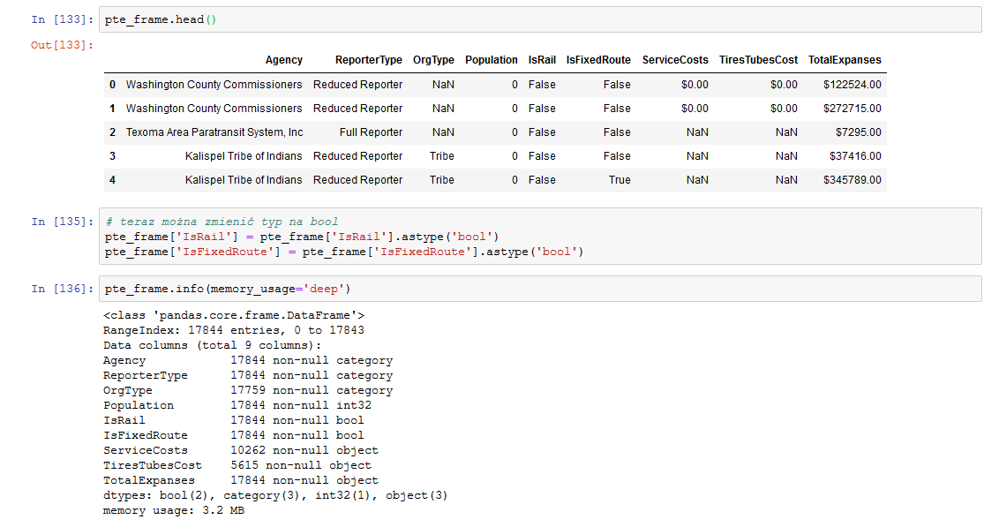 In [133]: pte_frame.head()
Out[133]:
Agency ReporterType OrgType Population IsRail IsFixedRoute ServiceCosts TiresTubesCost TotalExpanses
0 Washington County Commissioners Reduced Reporter NaN 0 False False $0.00 $0.00 $122524.00
1 Washington County Commissioners Reduced Reporter NaN 0 False False $0.00 $0.00 $272715.00
2 Texoma Area Paratransit System, Inc Full Reporter NaN 0 False False NaN NaN $7295.00
3 Kalispel Tribe of Indians Reduced Reporter Tribe 0 False False NaN NaN $37416.00
4 Kalispel Tribe of Indians Reduced Reporter Tribe 0 False True NaN NaN $345789.00
In [135]: # teraz można zmienić typ na bool
pte_frame['IsRail'] = pte_frame['IsRail'].astype('bool')
pte_frame['IsFixedRoute'] = pte_frame['IsFixedRoute'].astype('bool')
In [136]: pte_frame.info(memory_usage='deep')
<class 'pandas.core.frame.DataFrame'>
RangeIndex: 17844 entries, 0 to 17843
Data columns (total 9 columns):
Agency 17844 non-null category
ReporterType 17844 non-null category
OrgType 17759 non-null category
Population 17844 non-null int32
IsRail 17844 non-null bool
IsFixedRoute 17844 non-null bool
ServiceCosts 10262 non-null object
TiresTubesCost 5615 non-null object
TotalExpanses 17844 non-null object
dtypes: bool(2), category(3), int32(1), object(3)
memory usage: 3.2 MB